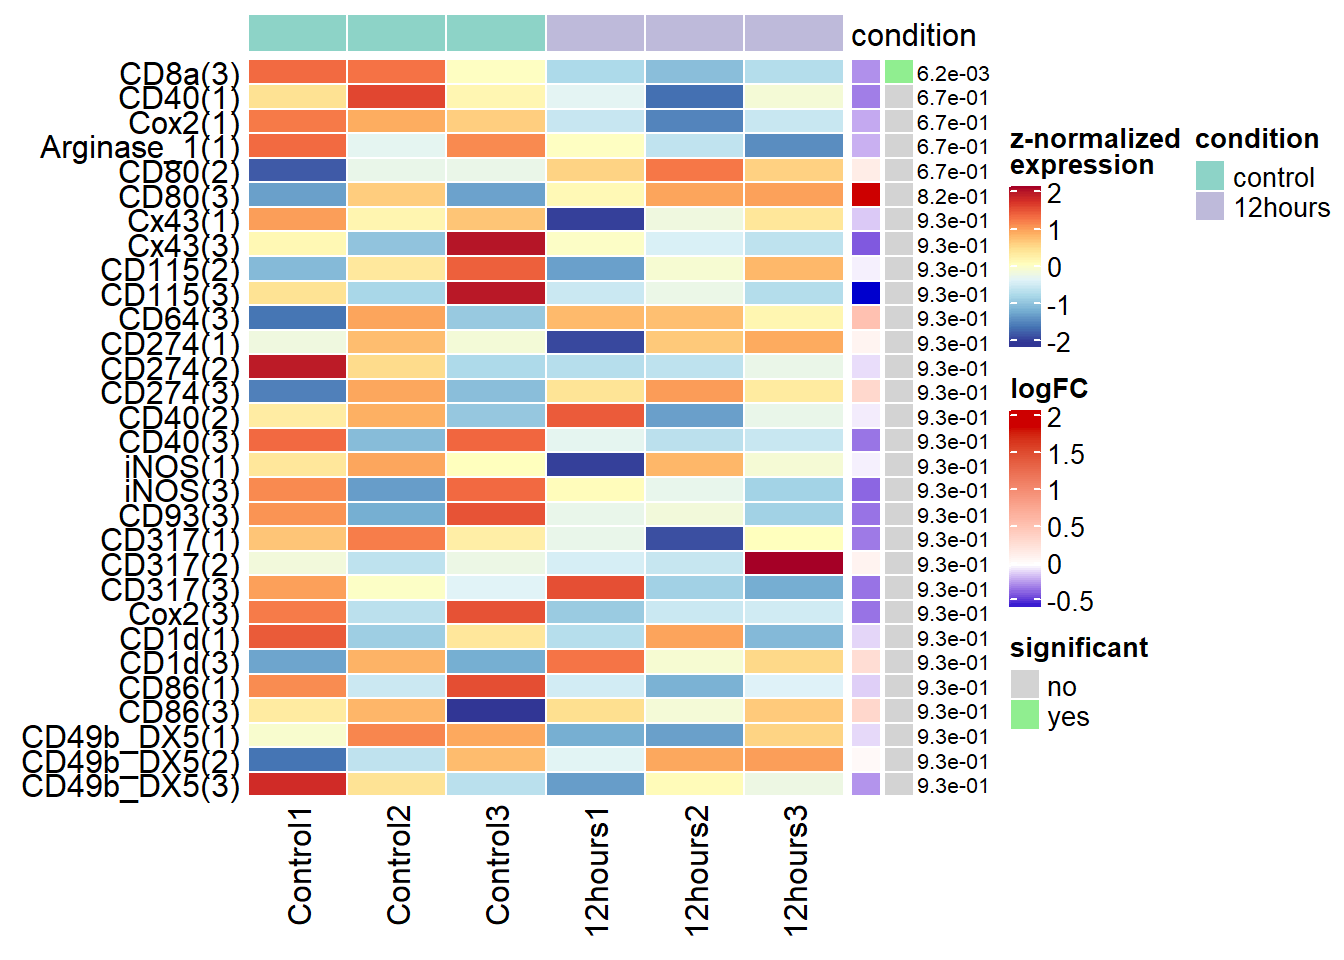 condition
CD8a(3) 6.2e-03
CD40(1) 6.7e-01
Cox2(1) 6.7e-01
Arginase_1(1) 6.7e-01
CD80(2) 6.7e-01
CD80(3) 8.2e-01
Cx43(1) 9.3e-01
Cx43(3) 9.3e-01
CD115(2) 9.3e-01
CD115(3) 9.3e-01
CD64(3) 9.3e-01
CD274(1) 9.3e-01
CD274(2) 9.3e-01
CD274(3) 9.3e-01
CD40(2) 9.3e-01
CD40(3) 9.3e-01
iNOS(1) 9.3e-01
iNOS(3) 9.3e-01
CD93(3) 9.3e-01
CD317(1) 9.3e-01
CD317(2) 9.3e-01
CD317(3) 9.3e-01
Cox2(3) 9.3e-01
CD1d(1) 9.3e-01
CD1d(3) 9.3e-01
CD86(1) 9.3e-01
CD86(3) 9.3e-01
CD49b_DX5(1) 9.3e-01
CD49b_DX5(2) 9.3e-01
CD49b_DX5(3) 9.3e-01
Control1
Control2
Control3
12hours1
12hours2
12hours3
z-normalized
expression
2
1
0
-1
-2
logFC
2
1.5
1
0.5
0
-0.5
significant
no
yes
condition
control
12hours